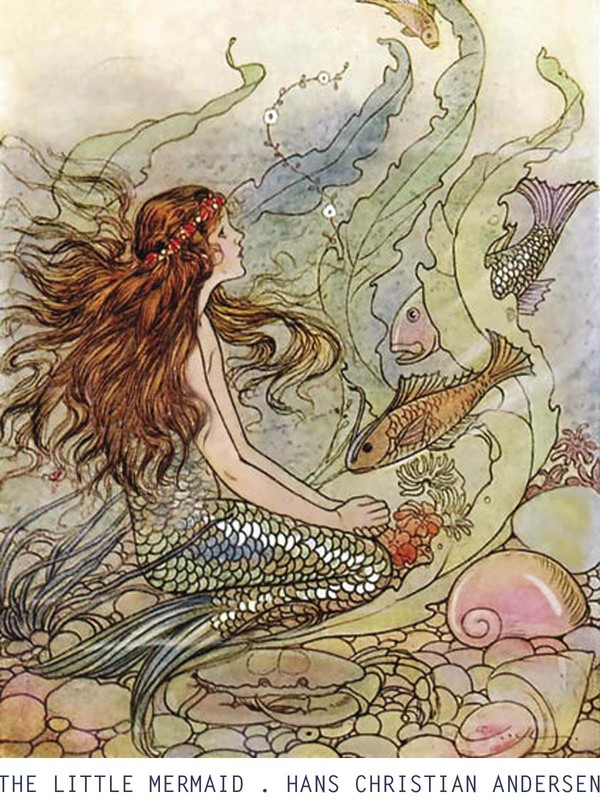 THE LITTLE MERMAID . HANS CHRISTIAN ANDERSEN